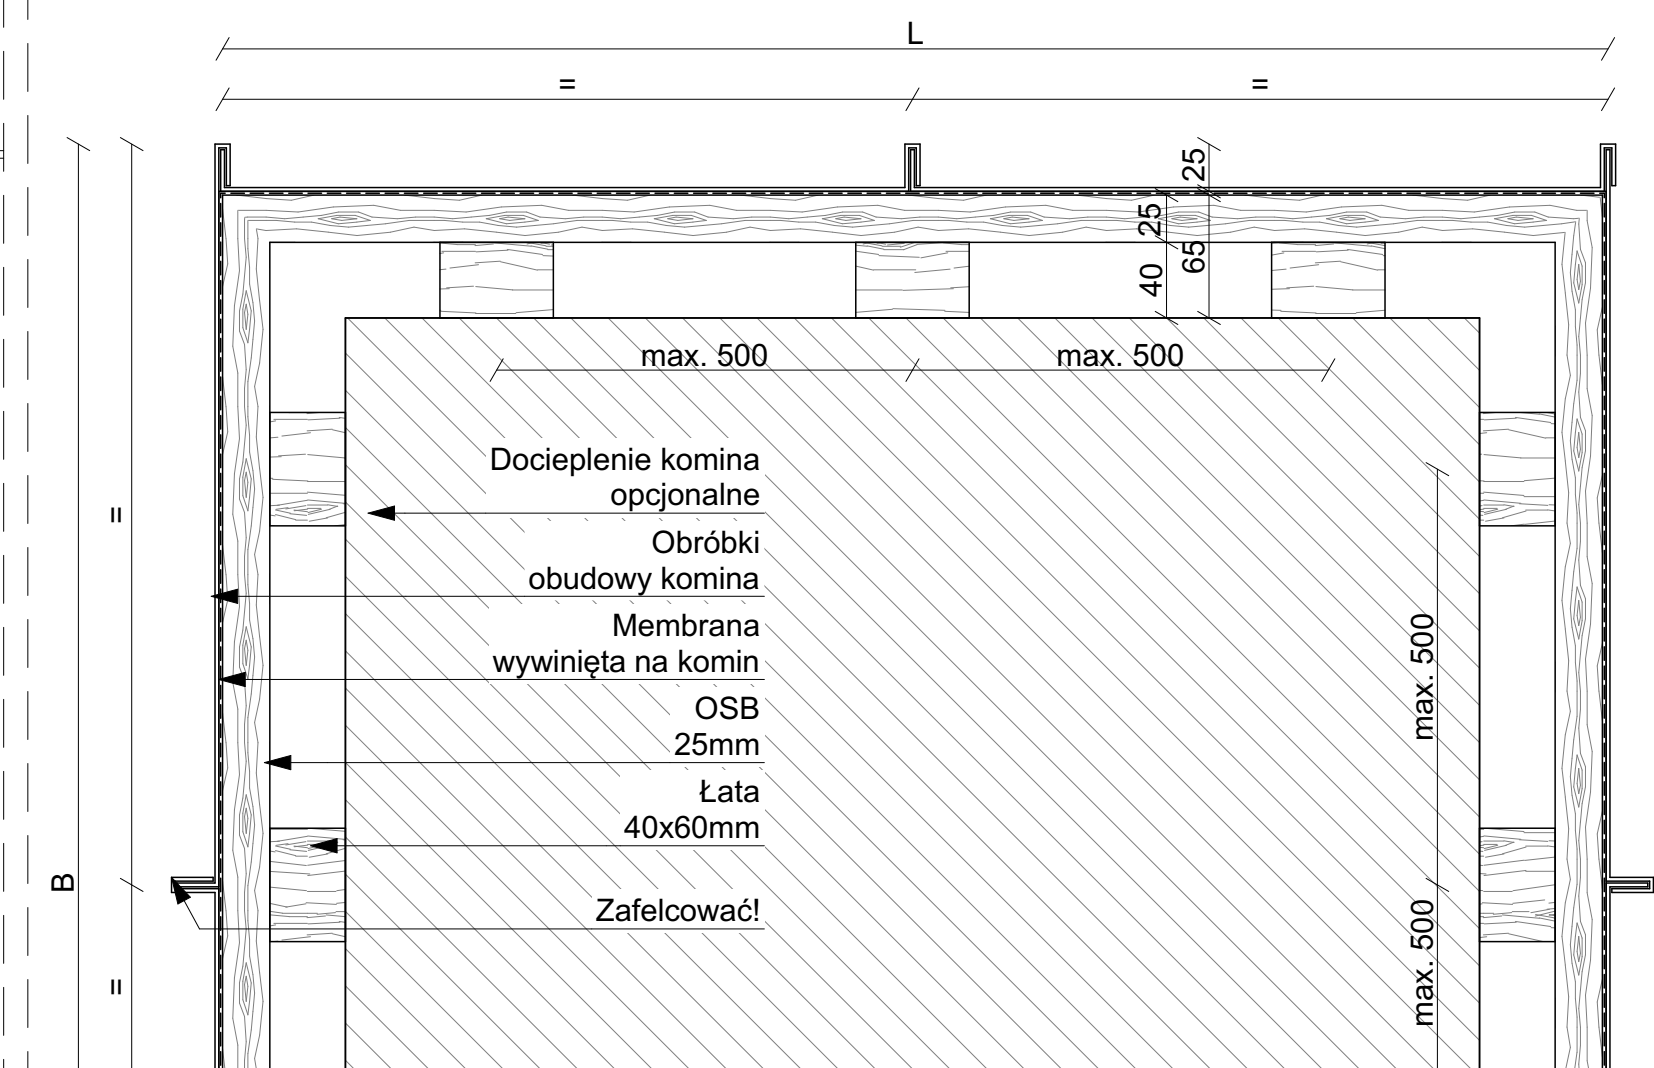 L
=
=
25
25
65
40
max. 500
max. 500
Docieplenie komina
opcjonalne
=
Obróbki
obudowy komina
Membrana
wywinięta na komin
max. 500
OSB
25mm
Łata
40x60mm
B
Zafelcować!
max. 500
=